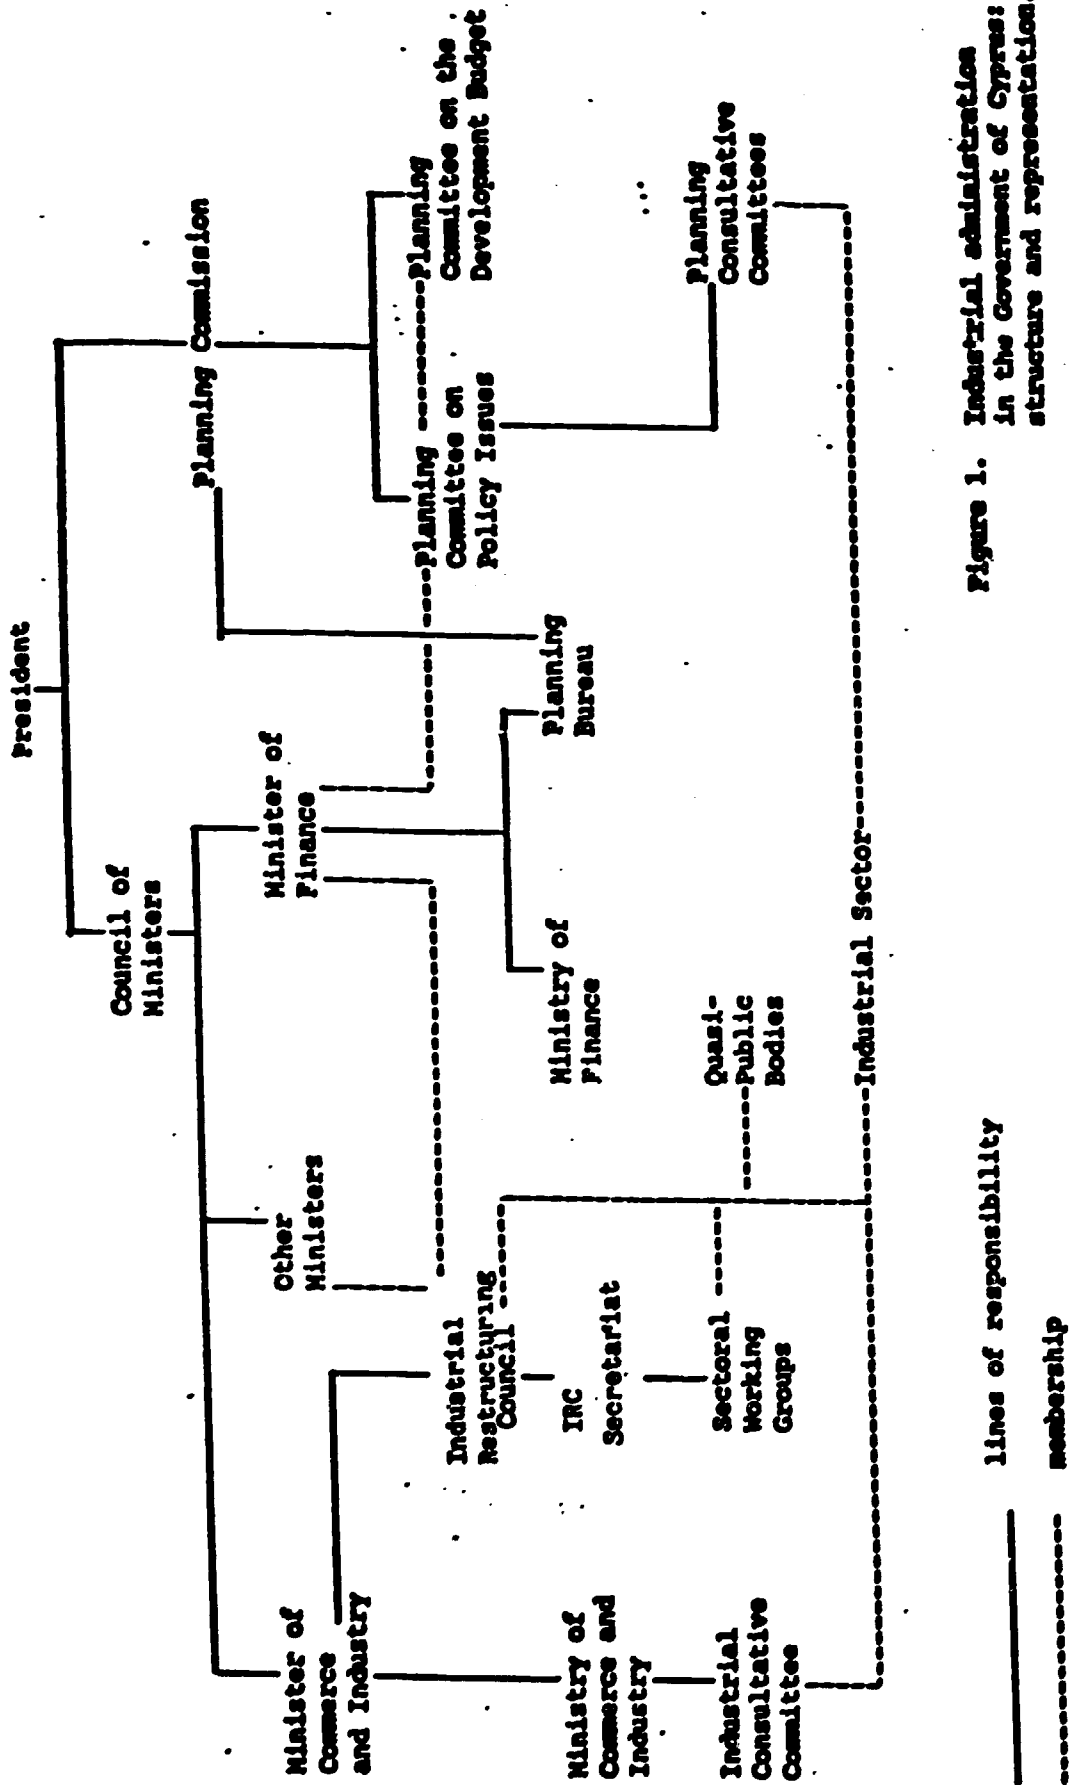 President
Council of
Ministers
Planning Commission
Minister of
Commerce
and Industry
Other
Ministers
Minister of
Finance
Planning
Committee on
Policy Issues
Planning
Committee on the
Development Budget
Industrial
Restructuring
Council
IRC
Secretariat
Ministry of
Commerce and
Industry
Ministry of
Finance
Planning
Bureau
Industrial
Consultative
Committee
Sectoral
Working
Groups
Quasi-
Public
Bodies
Planning
Consultative
Committees
Industrial Sector
lines of responsibility
membership
Figure 1. Industrial administration
in the Government of Cyprus:
structure and representation